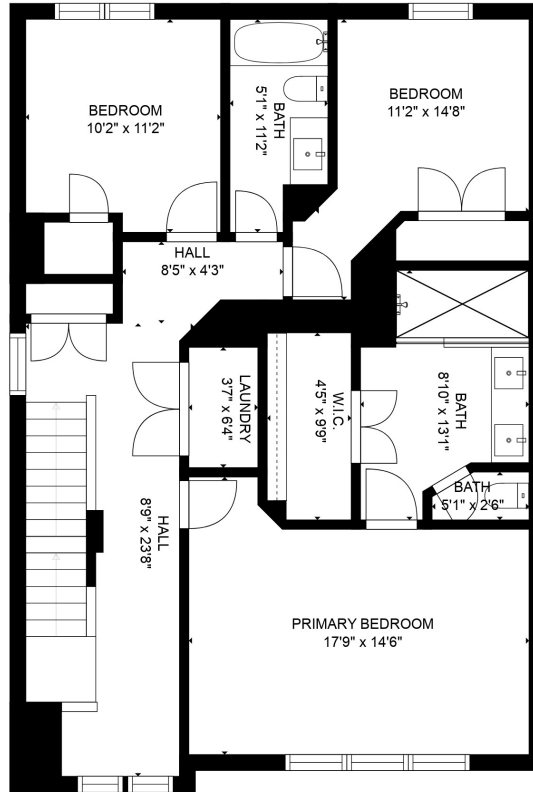 BEDROOM
10'2" x 11'2"
BATH
5'1" x 11'2"
BEDROOM
11'2" x 14'8"
HALL
8'5" x 4'3"
LAUNDRY
3'7" x 6'4"
W.I.C.
4'5" x 9'9"
BATH
8'10" x 13'1"
BATH
5'1" x 2'6"
HALL
8'9" x 23'8"
PRIMARY BEDROOM
17'9" x 14'6"